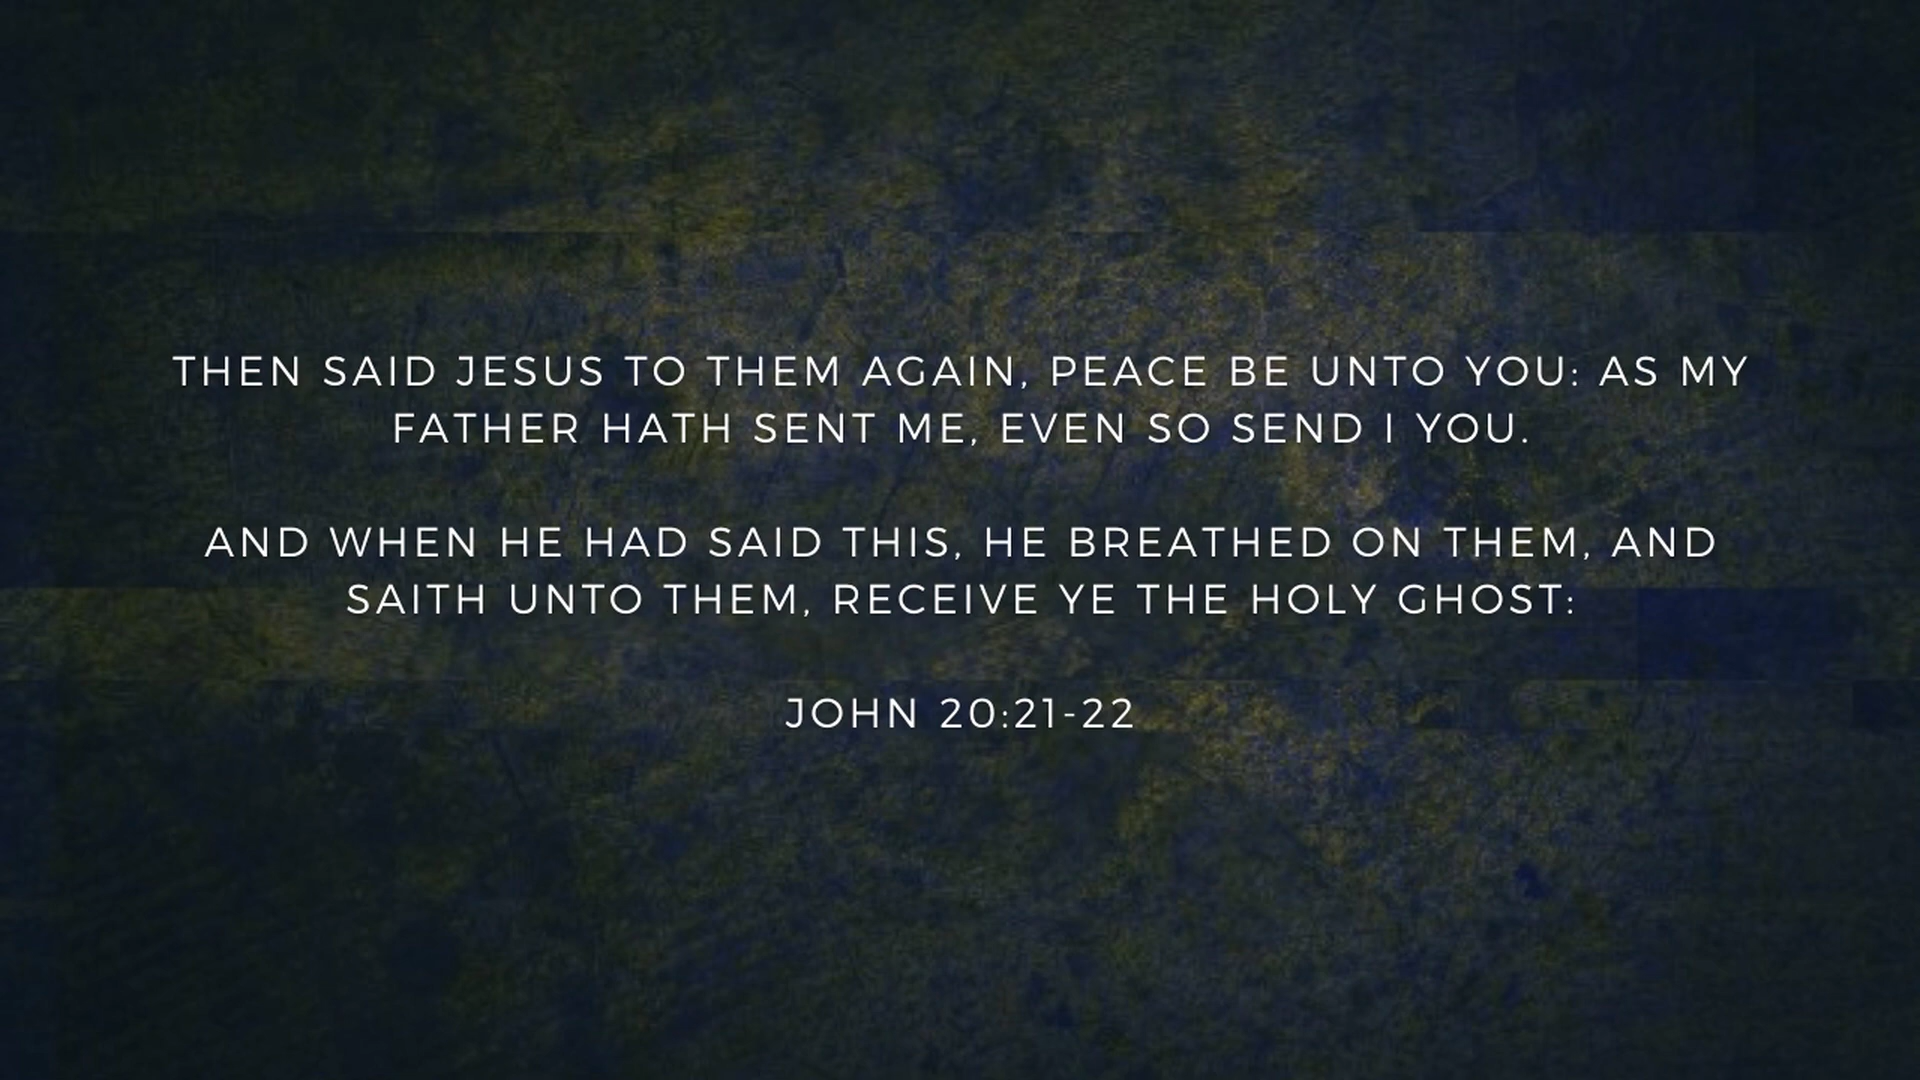 THEN SAID JESUS TO THEM AGAIN, PEACE BE UNTO YOU: AS MY
FATHER HATH SENT ME, EVEN SO SEND I YOU.
AND WHEN HE HAD SAID THIS, HE BREATHED ON THEM, AND
SAITH UNTO THEM, RECEIVE YE THE HOLY GHOST:
JOHN 20:21-22